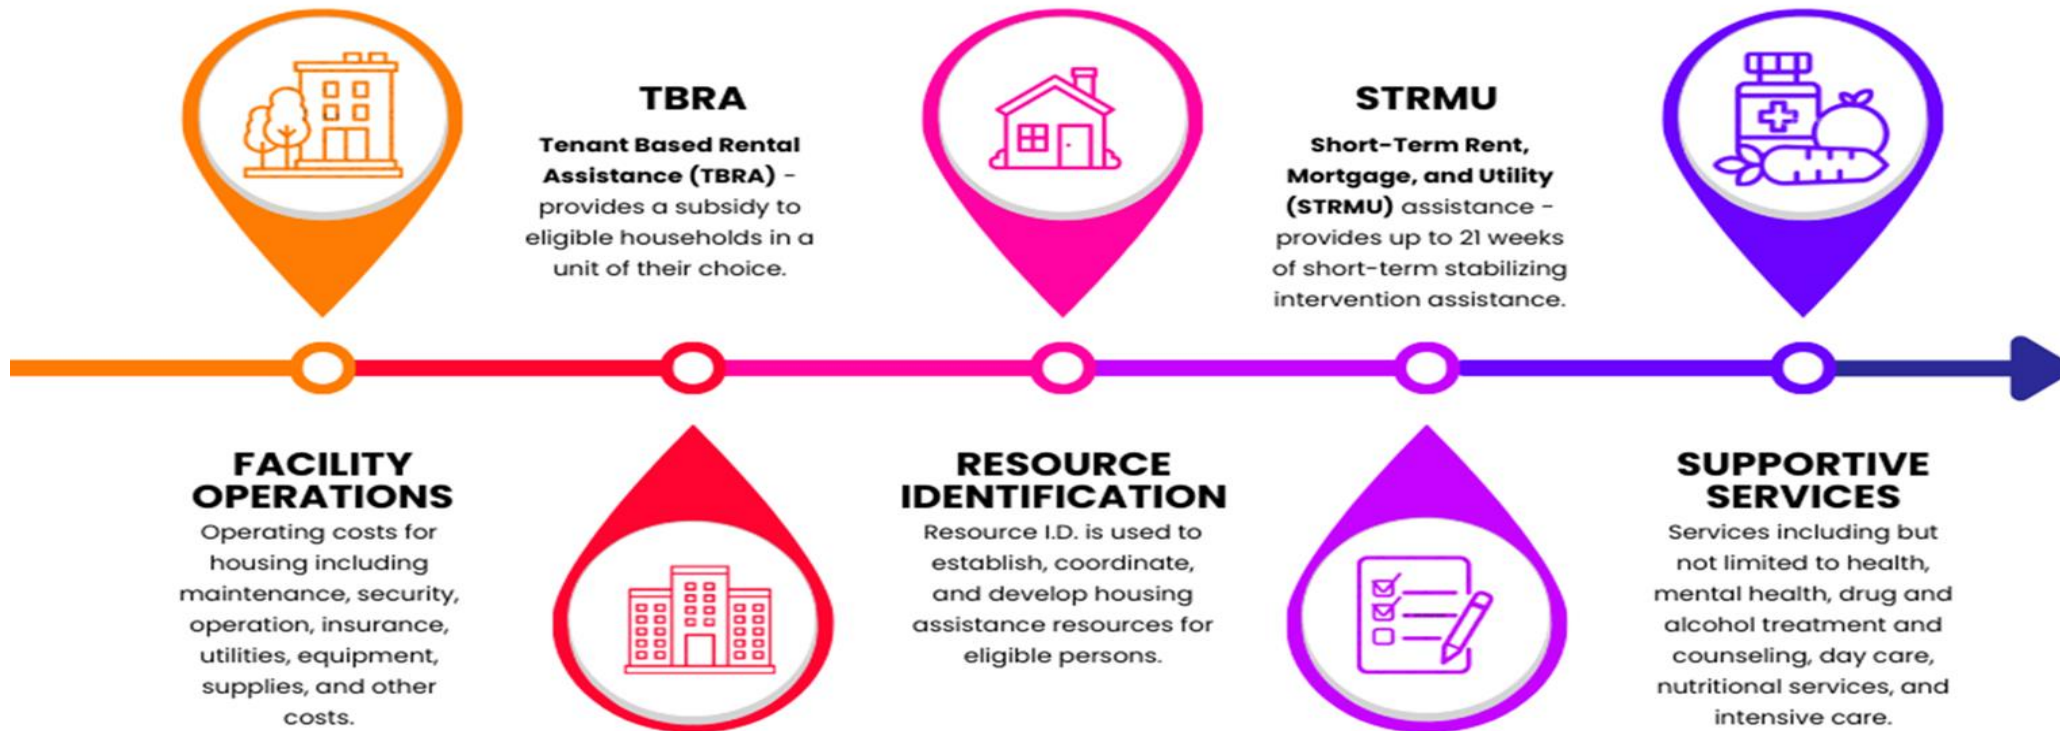 TBRA
Tenant Based Rental
Assistance (TBRA) -
provides a subsidy to
eligible households in a
unit of their choice.
STRMU
Short-Term Rent,
Mortgage, and Utility
(STRMU) assistance -
provides up to 21 weeks
of short-term stabilizing
intervention assistance.
FACILITY
OPERATIONS
Operating costs for
housing including
maintenance, security,
operation, insurance,
utilities, equipment,
supplies, and other
costs.
RESOURCE
IDENTIFICATION
Resource I.D. is used to
establish, coordinate,
and develop housing
assistance resources for
eligible persons.
SUPPORTIVE
SERVICES
Services including but
not limited to health,
mental health, drug and
alcohol treatment and
counseling, day care,
nutritional services, and
intensive care.